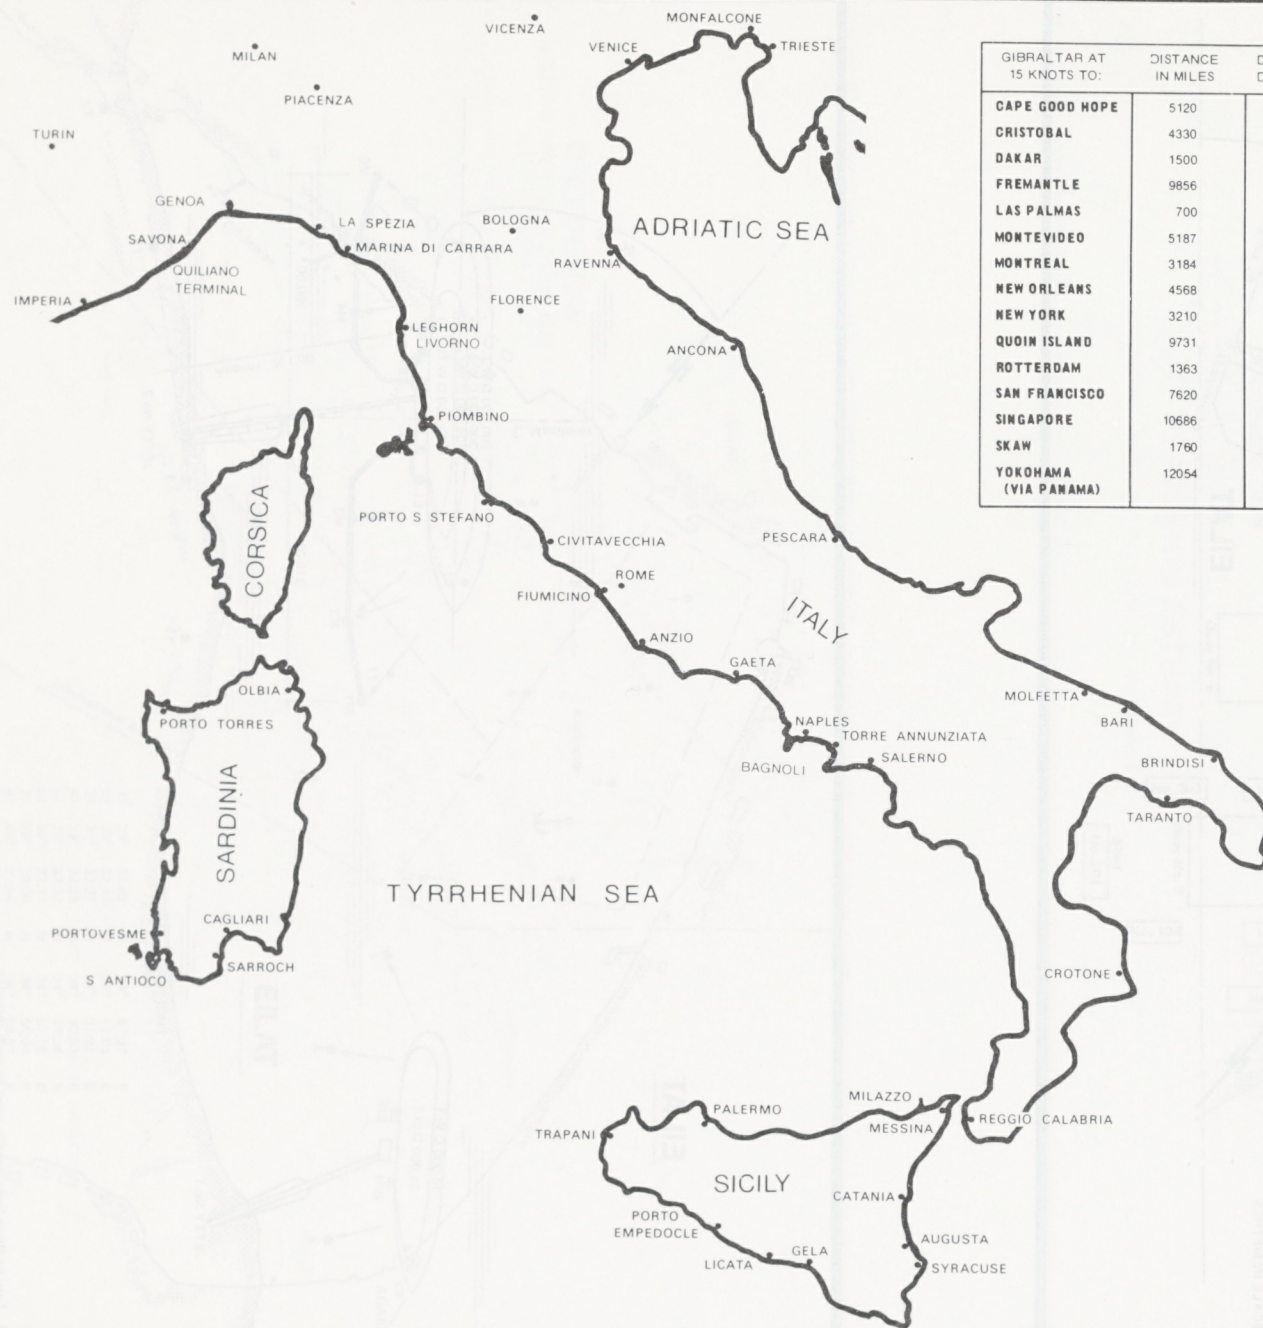 VICENZA
MONFALCONE
MILAN
VENICE
TRIESTE
PIACENZA
TURIN
GENOA
SAVONA
LA SPEZIA
BOLOGNA
MARINA DI CARRARA
ADRIATIC SEA
RAVENNA
QUILIANO
TERMINAL
IMPERIA
FLORENCE
LEGHORN
LIVORNO
ANCONA
PIOMBINO
CORSICA
PORTO S STEFANO
CIVITAVECCHIA
PESCARA
ROME
FIUMICINO
ITALY
ANZIO
GAETA
OLBIA
MOLFETTA
PORTO TORRES
BARI
NAPLES
TORRE ANNUNZIATA
BAGNOLI
SALERNO
BRINDISI
SARDINIA
TARANTO
TYRRHENIAN SEA
CAGLIARI
PORTOVESME
SARROCH
S ANTIOCO
CROTONE
MILAZZO
PALERMO
MESSINA
REGGIO CALABRIA
TRAPANI
SICILY
CATANIA
PORTO
EMPEDOCLE
AUGUSTA
LICATA
GELA
SYRACUSE
GIBRALTAR AT
15 KNOTS TO:
DISTANCE
IN MILES
CAPE GOOD HOPE 5120
CRISTOBAL 4330
DAKAR 1500
FREMANTLE 9856
LAS PALMAS 700
MONTEVIDEO 5187
MONTREAL 3184
NEW ORLEANS 4568
NEW YORK 3210
QUOIN ISLAND 9731
ROTTERDAM 1363
SAN FRANCISCO 7620
SINGAPORE 10686
SKAW 1760
YOKOHAMA 12054
(VIA PANAMA)